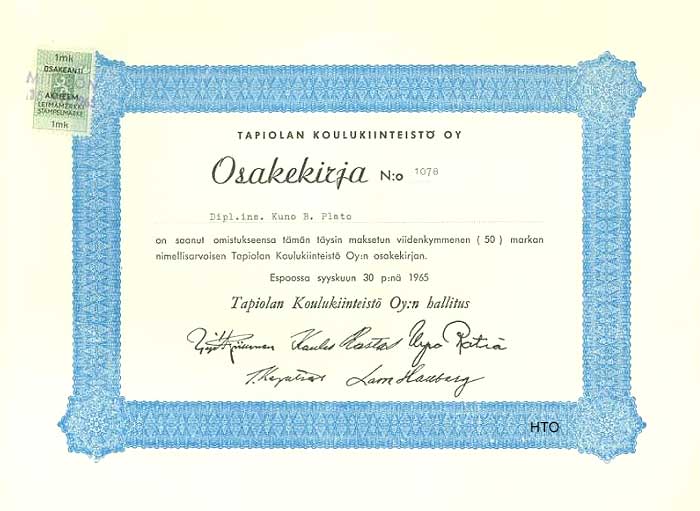 1mk
OSAKEANTI
AKTIEEM.
LEIMAMERKKI
STÄMPELMÄRKE
1mk
TAPIOLAN KOULUKIINTEISTÖ OY
Osakekirja N:o 1078
Dipl.ins. Kuno B. Plato
on saanut omistukseensa tämän täysin maksetun viidenkymmenen ( 50 ) markan
nimellisarvoisen Tapiolan Koulukiinteistö Oy:n osakekirjan.
Espoossa syyskuun 30 p:nä 1965
Tapiolan Koulukiinteistö Oy:n hallitus
HTO